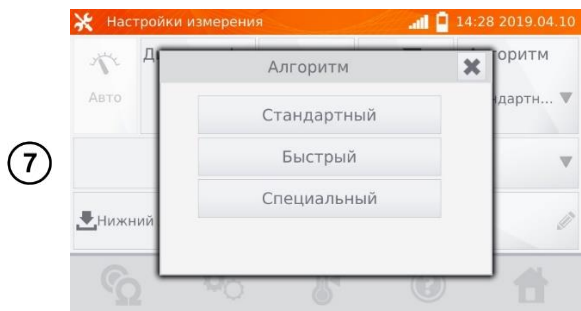 Настройки измерения 14:28 2019.04.10
Алгоритм
Авто
Стандартный
Быстрый
Специальный
7
Нижний